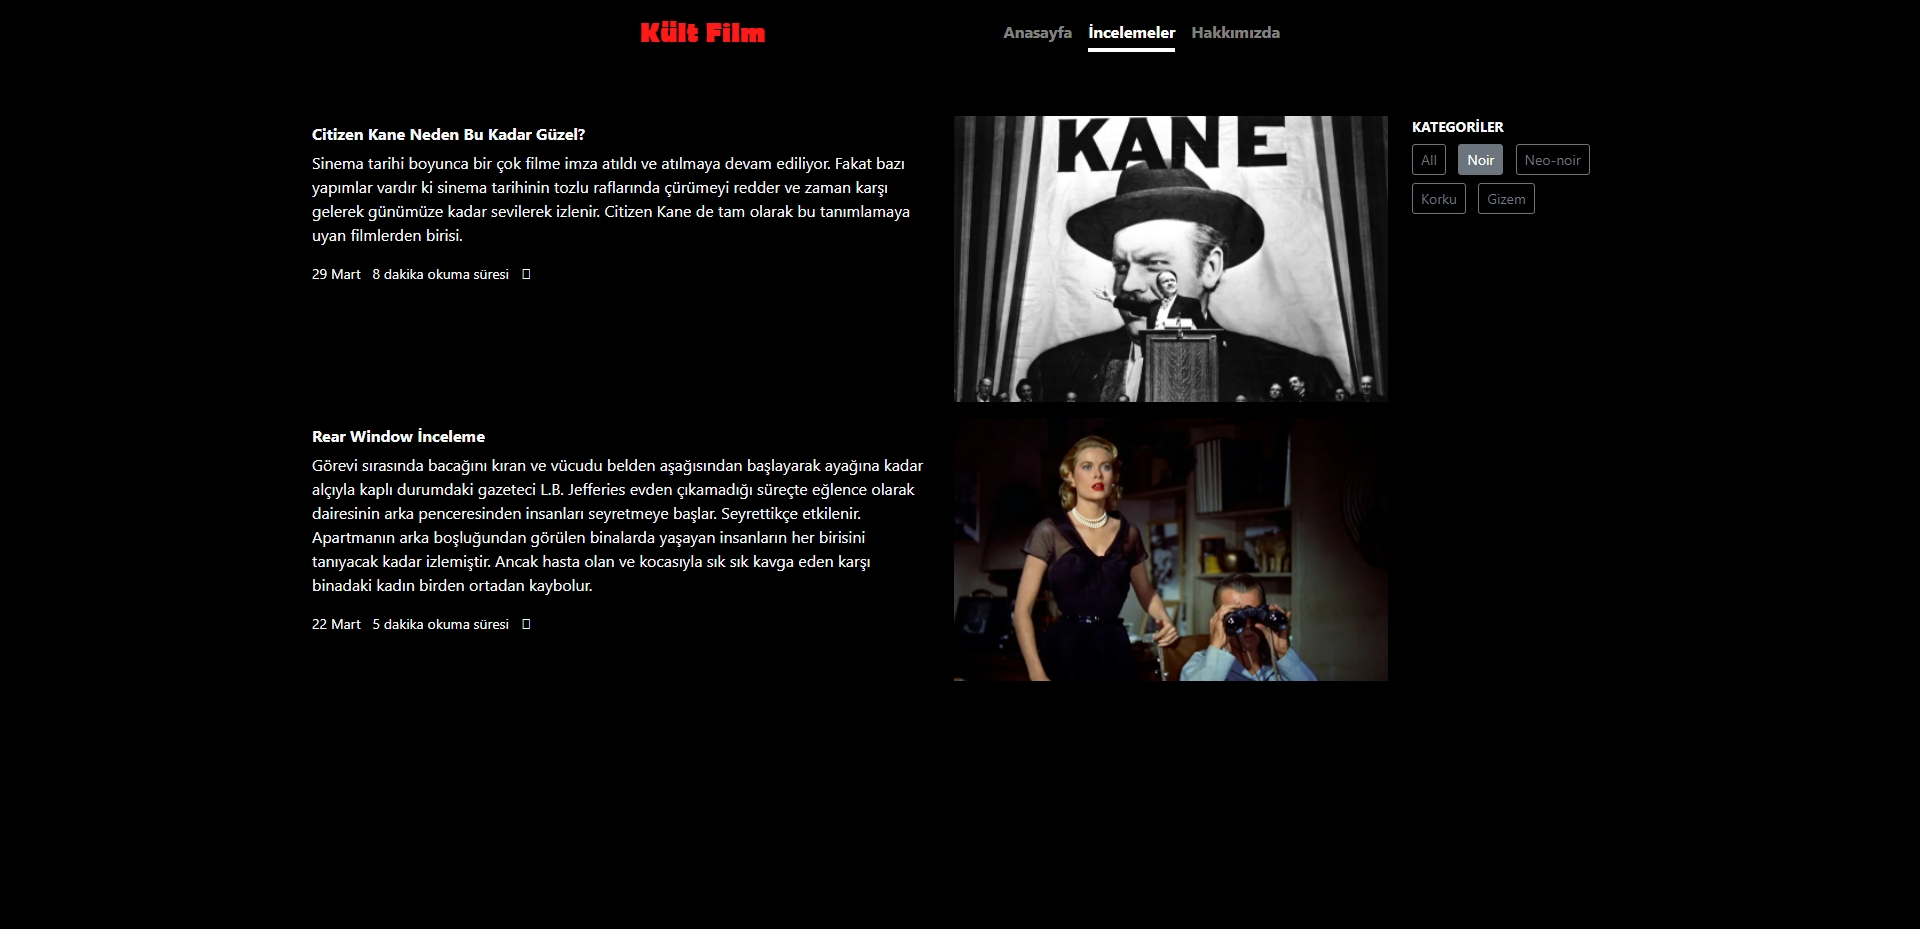 Kült Film
Anasayfa İncelemeler Hakkımızda
Citizen Kane Neden Bu Kadar Güzel?
Sinema tarihi boyunca bir çok filme imza atıldı ve atılmaya devam ediliyor. Fakat bazı
yapımlar vardır ki sinema tarihinin tozlu raflarında çürümeyi redder ve zaman karşı
gelerek günümüze kadar sevilerek izlenir. Citizen Kane de tam olarak bu tanımlamaya
uyan filmlerden birisi.
29 Mart 8 dakika okuma süresi
KANE
KATEGORİLER
All Noir Neo-noir
Korku Gizem
Rear Window İnceleme
Görevi sırasında bacağını kıran ve vücudu belden aşağısından başlayarak ayağına kadar
alçıyla kaplı durumdaki gazeteci L.B. Jefferies evden çıkamadığı süreçte eğlence olarak
dairesinin arka penceresinden insanları seyretmeye başlar. Seyrettikçe etkilenir.
Apartmanın arka boşluğundan görülen binalarda yaşayan insanların her birisini
tanıyacak kadar izlemiştir. Ancak hasta olan ve kocasıyla sık sık kavga eden karşı
binadaki kadın birden ortadan kaybolur.
22 Mart 5 dakika okuma süresi